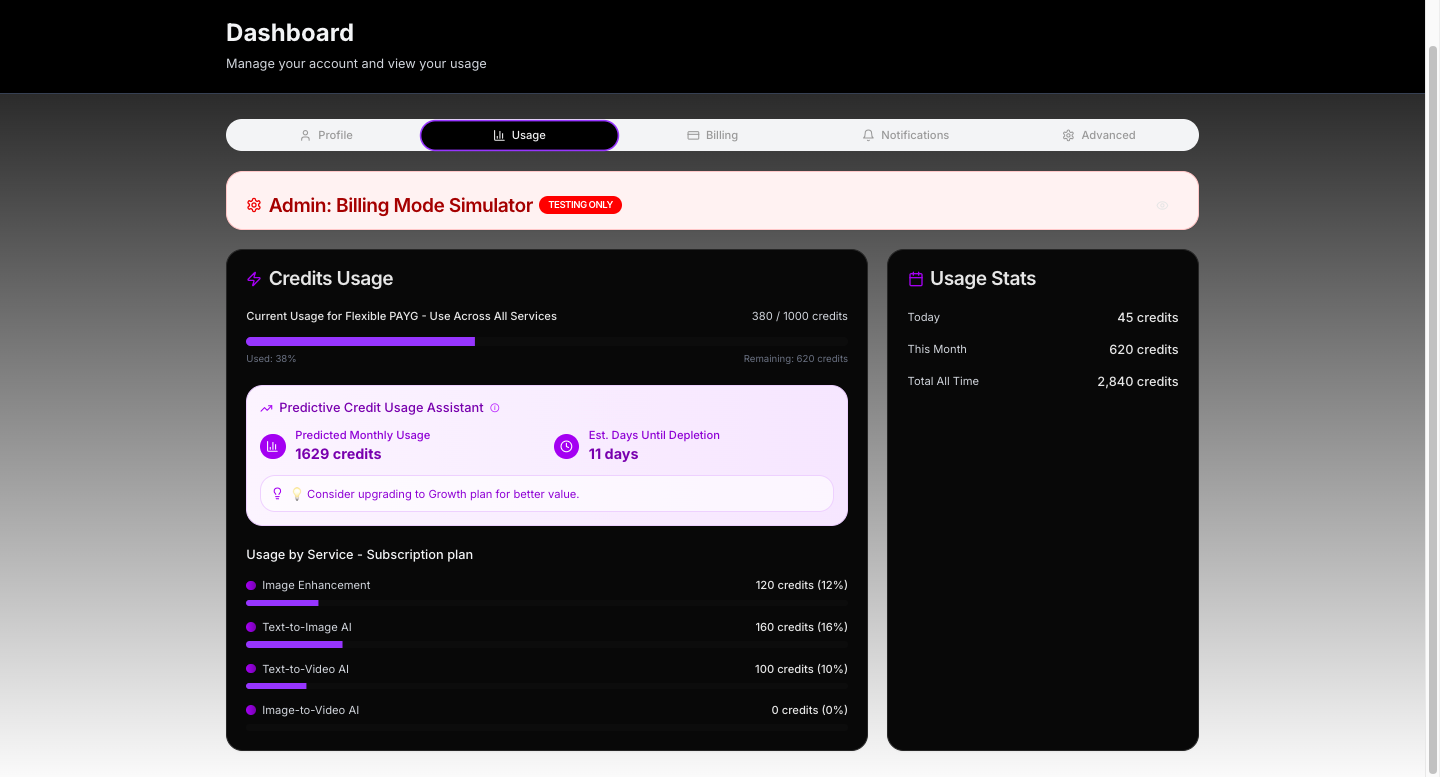 Dashboard
Manage your account and view your usage
Profile
Usage
Billing
Notifications
Advanced
Admin: Billing Mode Simulator
TESTING ONLY
Credits Usage
Current Usage for Flexible PAYG - Use Across All Services
380 / 1000 credits
Used: 38%
Remaining: 620 credits
Predictive Credit Usage Assistant
Predicted Monthly Usage
1629 credits
Est. Days Until Depletion
11 days
💡 Consider upgrading to Growth plan for better value.
Usage by Service - Subscription plan
Image Enhancement
120 credits (12%)
Text-to-Image AI
160 credits (16%)
Text-to-Video AI
100 credits (10%)
Image-to-Video AI
0 credits (0%)
Usage Stats
Today
45 credits
This Month
620 credits
Total All Time
2,840 credits